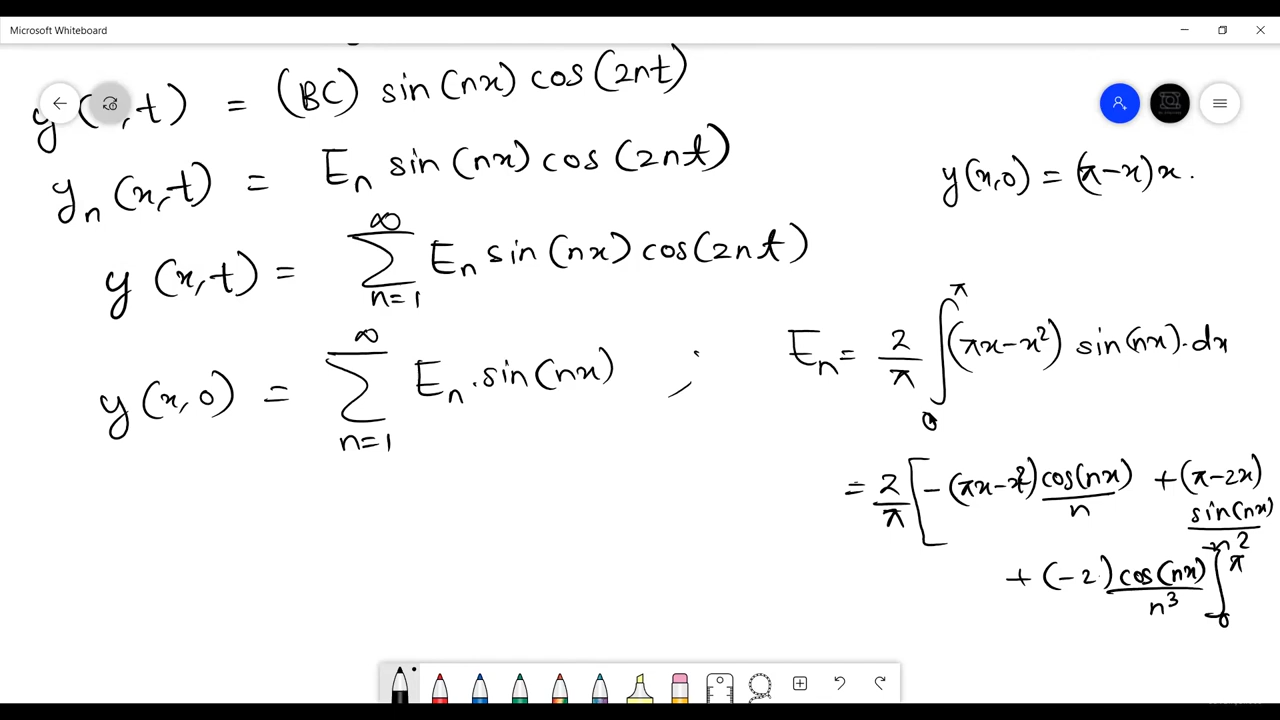 Microsoft Whiteboard
y( ,t) = (BC) sin(nx) cos(2nt)
yₙ(x,t) = Eₙ sin(nx) cos(2nt)
y(x,0) = (π-x)x.
y(x,t) = ∑ₙ₌₁^∞ Eₙ sin(nx) cos(2nt)
y(x,0) = ∑ₙ₌₁^∞ Eₙ.sin(nx) ;
Eₙ = 2/π ∫₀^π (πx-x²) sin(nx).dx
= 2/π [-(πx-x²) cos(nx)/n + (π-2x) sin(nx)/n²
+ (-2) cos(nx)/n³]₀^π